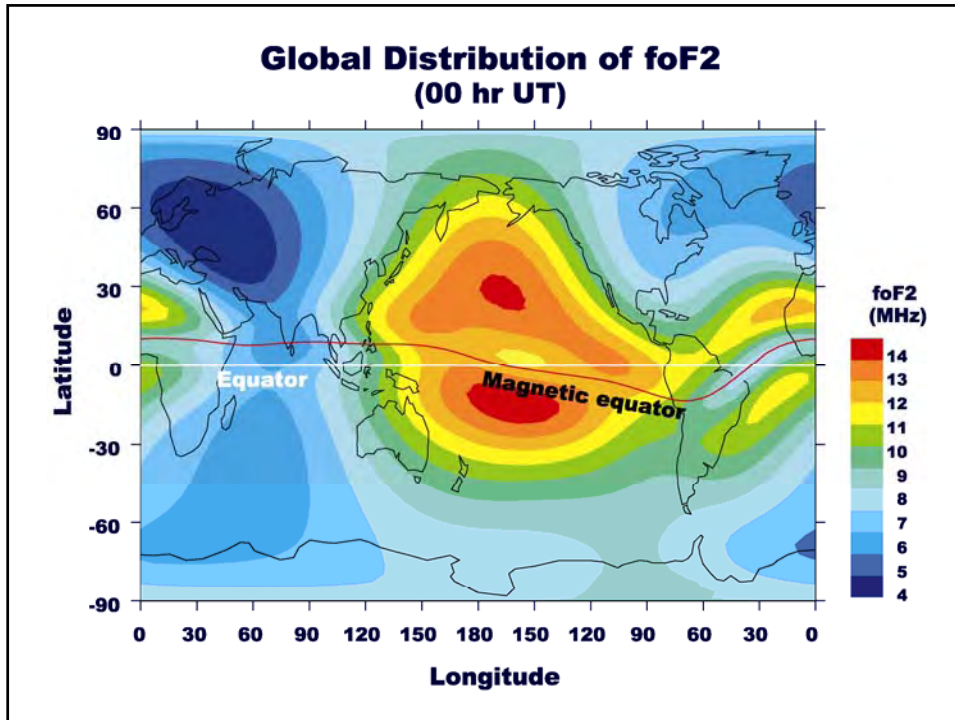 Global Distribution of foF2
(00 hr UT)
90
60
30
0
-30
-60
-90
Latitude
Equator
Magnetic equator
0 30 60 90 120 150 180 150 120 90 60 30 0
Longitude
foF2
(MHz)
14
13
12
11
10
9
8
7
6
5
4